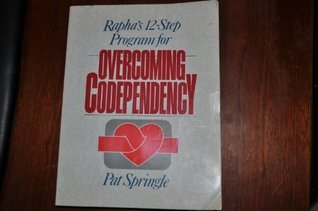 Rapha's 12-Step
Program for
OVERCOMING
CODEPENDENCY
Pat Springle